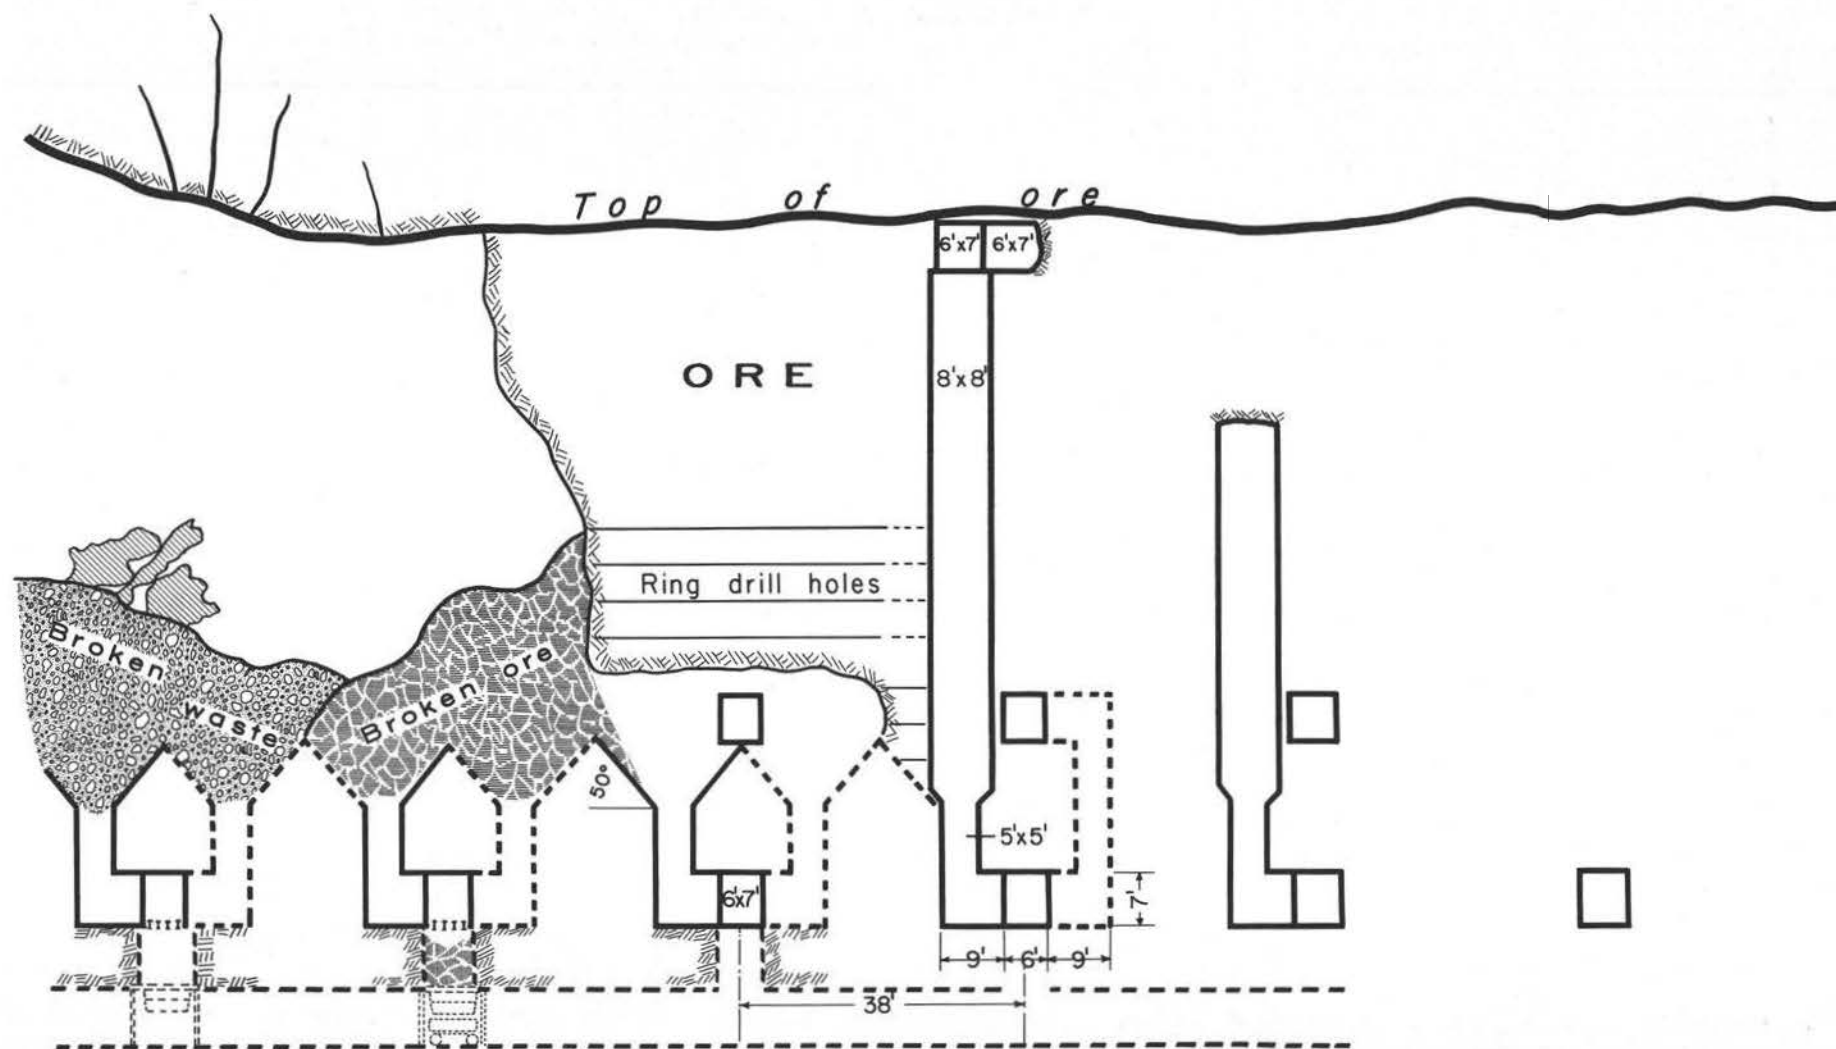 Top of ore
6'x7' 6'x7'
ORE
8'x8'
Ring drill holes
Broken waste
Broken ore
50°
5'x5'
6'x7'
7'
9' 6' 9'
38'